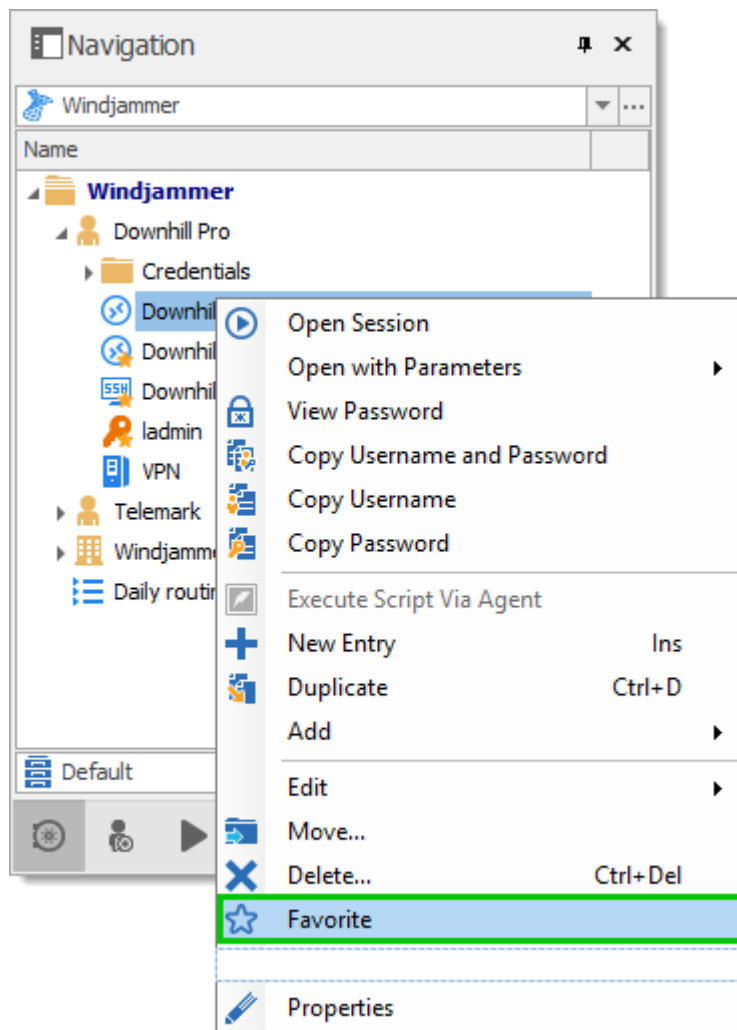 Navigation
Windjammer
Name
Windjammer
Downhill Pro
Credentials
Downhil
Downhil
SSH Downhil
ladmin
VPN
Telemark
Windjamme
Daily routin
Default
Open Session
Open with Parameters
View Password
Copy Username and Password
Copy Username
Copy Password
Execute Script Via Agent
New Entry Ins
Duplicate Ctrl+D
Add
Edit
Move...
Delete... Ctrl+Del
Favorite
Properties